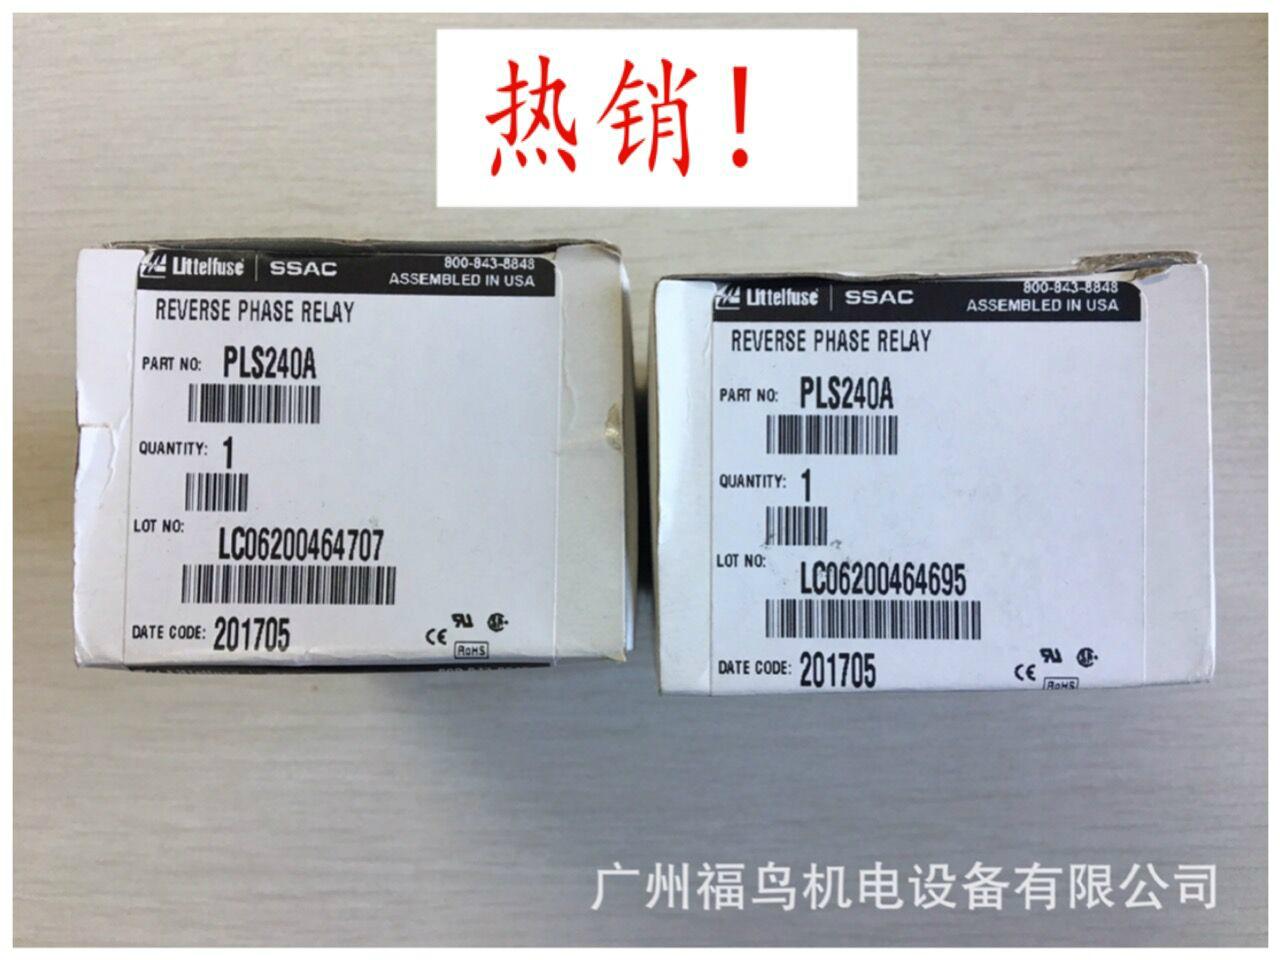 热销!
Littelfuse SSAC
800-843-8848
ASSEMBLED IN USA
REVERSE PHASE RELAY
PART NO: PLS240A
QUANTITY: 1
LOT NO:
LC06200464707
DATE CODE: 201705
CE
RoHS
Littelfuse SSAC
800-843-8848
ASSEMBLED IN USA
REVERSE PHASE RELAY
PART NO: PLS240A
QUANTITY: 1
LOT NO:
LC06200464695
DATE CODE: 201705
CE
RoHS
广州福鸟机电设备有限公司